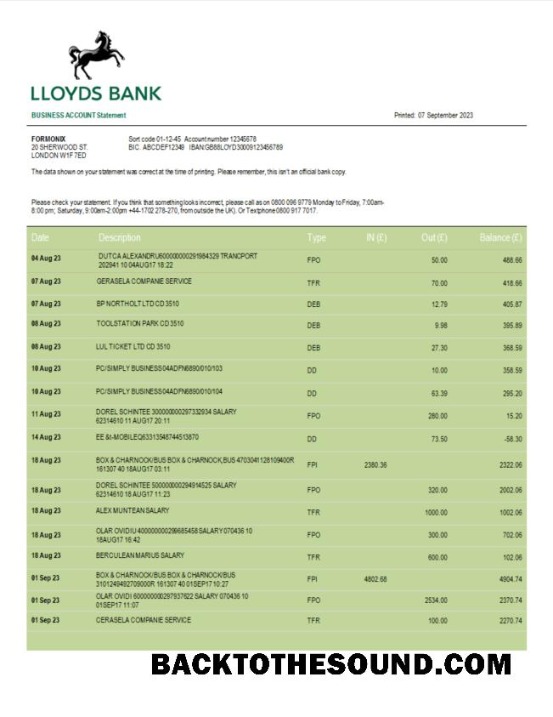 LLOYDS BANK
BUSINESS ACCOUNT Statement Printed: 07 September 2023
FORMONIX Sort code 01-12-45 Account number 12345678
20 SHERWOOD ST. BIC. ABCDEF12349 IBAN:GB88LOYD30009123456789
LONDON W1F 7ED
The data shown on your statement was correct at the time of printing. Please remember, this isn't an official bank copy.
Please check your statement. If you think that something looks incorrect, please call as on 0800 096 9779 Monday to Friday, 7:00am-
8:00 pm; Saturday, 9:00am-2:00pm +44-1702 278-270, from outside the UK). Or Textphone 0800 917 7017.
Date Description Type IN (£) Out (£) Balance (£)
04 Aug 23 DUTCA ALEXANDRU600000000291984329 TRANCPORT FPO 50.00 488.66
202941 10 04AUG17 18:22
07 Aug 23 GERASELA COMPANIE SERVICE TFR 70.00 418.66
07 Aug 23 BP NORTHOLT LTD CD 3510 DEB 12.79 405.87
08 Aug 23 TOOLSTATION PARK CD 3510 DEB 9.98 395.89
08 Aug 23 LUL TICKET LTD CD 3510 DEB 27.30 368.59
10 Aug 23 PC/SIMPLY BUSINESS04ADFN6890/010/103 DD 10.00 358.59
10 Aug 23 PC/SIMPLY BUSINESS04ADFN6890/010/104 DD 63.39 295.20
11 Aug 23 DOREL SCHINTEE 300000000297332934 SALARY FPO 280.00 15.20
62314610 11 AUG17 20:11
14 Aug 23 EE &t-MOBILEQ63313548744513870 DD 73.50 -58.30
18 Aug 23 BOX & CHARNOCK/BUS BOX & CHARNOCK,BUS 4703041128109400R FPI 2380.36 2322.06
161307 40 18AUG17 03:11
18 Aug 23 DOREL SCHINTEE 500000000294914525 SALARY FPO 320.00 2002.06
62314610 18 AUG17 11:23
18 Aug 23 ALEX MUNTEAN SALARY TFR 1000.00 1002.06
18 Aug 23 OLAR OVIDIU 400000000299685458 SALARY 070436 10 FPO 300.00 702.06
18AUG17 16:42
18 Aug 23 BERCULEAN MARIUS SALARY TFR 600.00 102.06
01 Sep 23 BOX & CHARNOCK/BUS BOX & CHARNOCK/BUS FPI 4802.68 4904.74
3101249462709000R 161307 40 01SEP17 10:27
01 Sep 23 OLAR OVIDI 600000000297937622 SALARY 070436 10 FPO 2534.00 2370.74
01SEP17 11:07
01 Sep 23 CERASELA COMPANIE SERVICE TFR 100.00 2270.74
BACKTOTHESOUND.COM